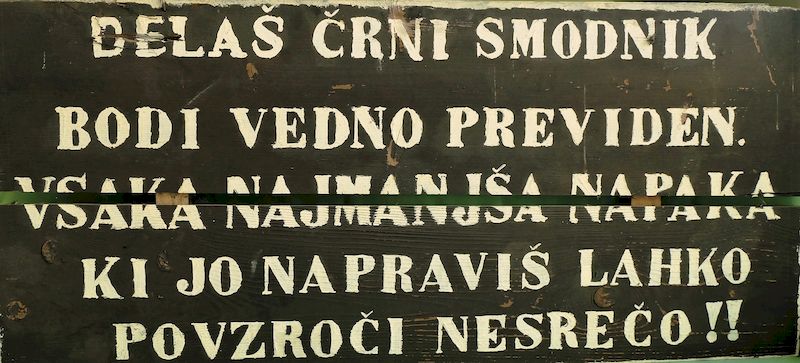 DELAŠ ČRNI SMODNIK
BODI VEDNO PREVIDEN.
VSAKA NAJMANJŠA NAPAKA
KI JO NAPRAVIŠ LAHKO
POVZROČI NESREČO!!